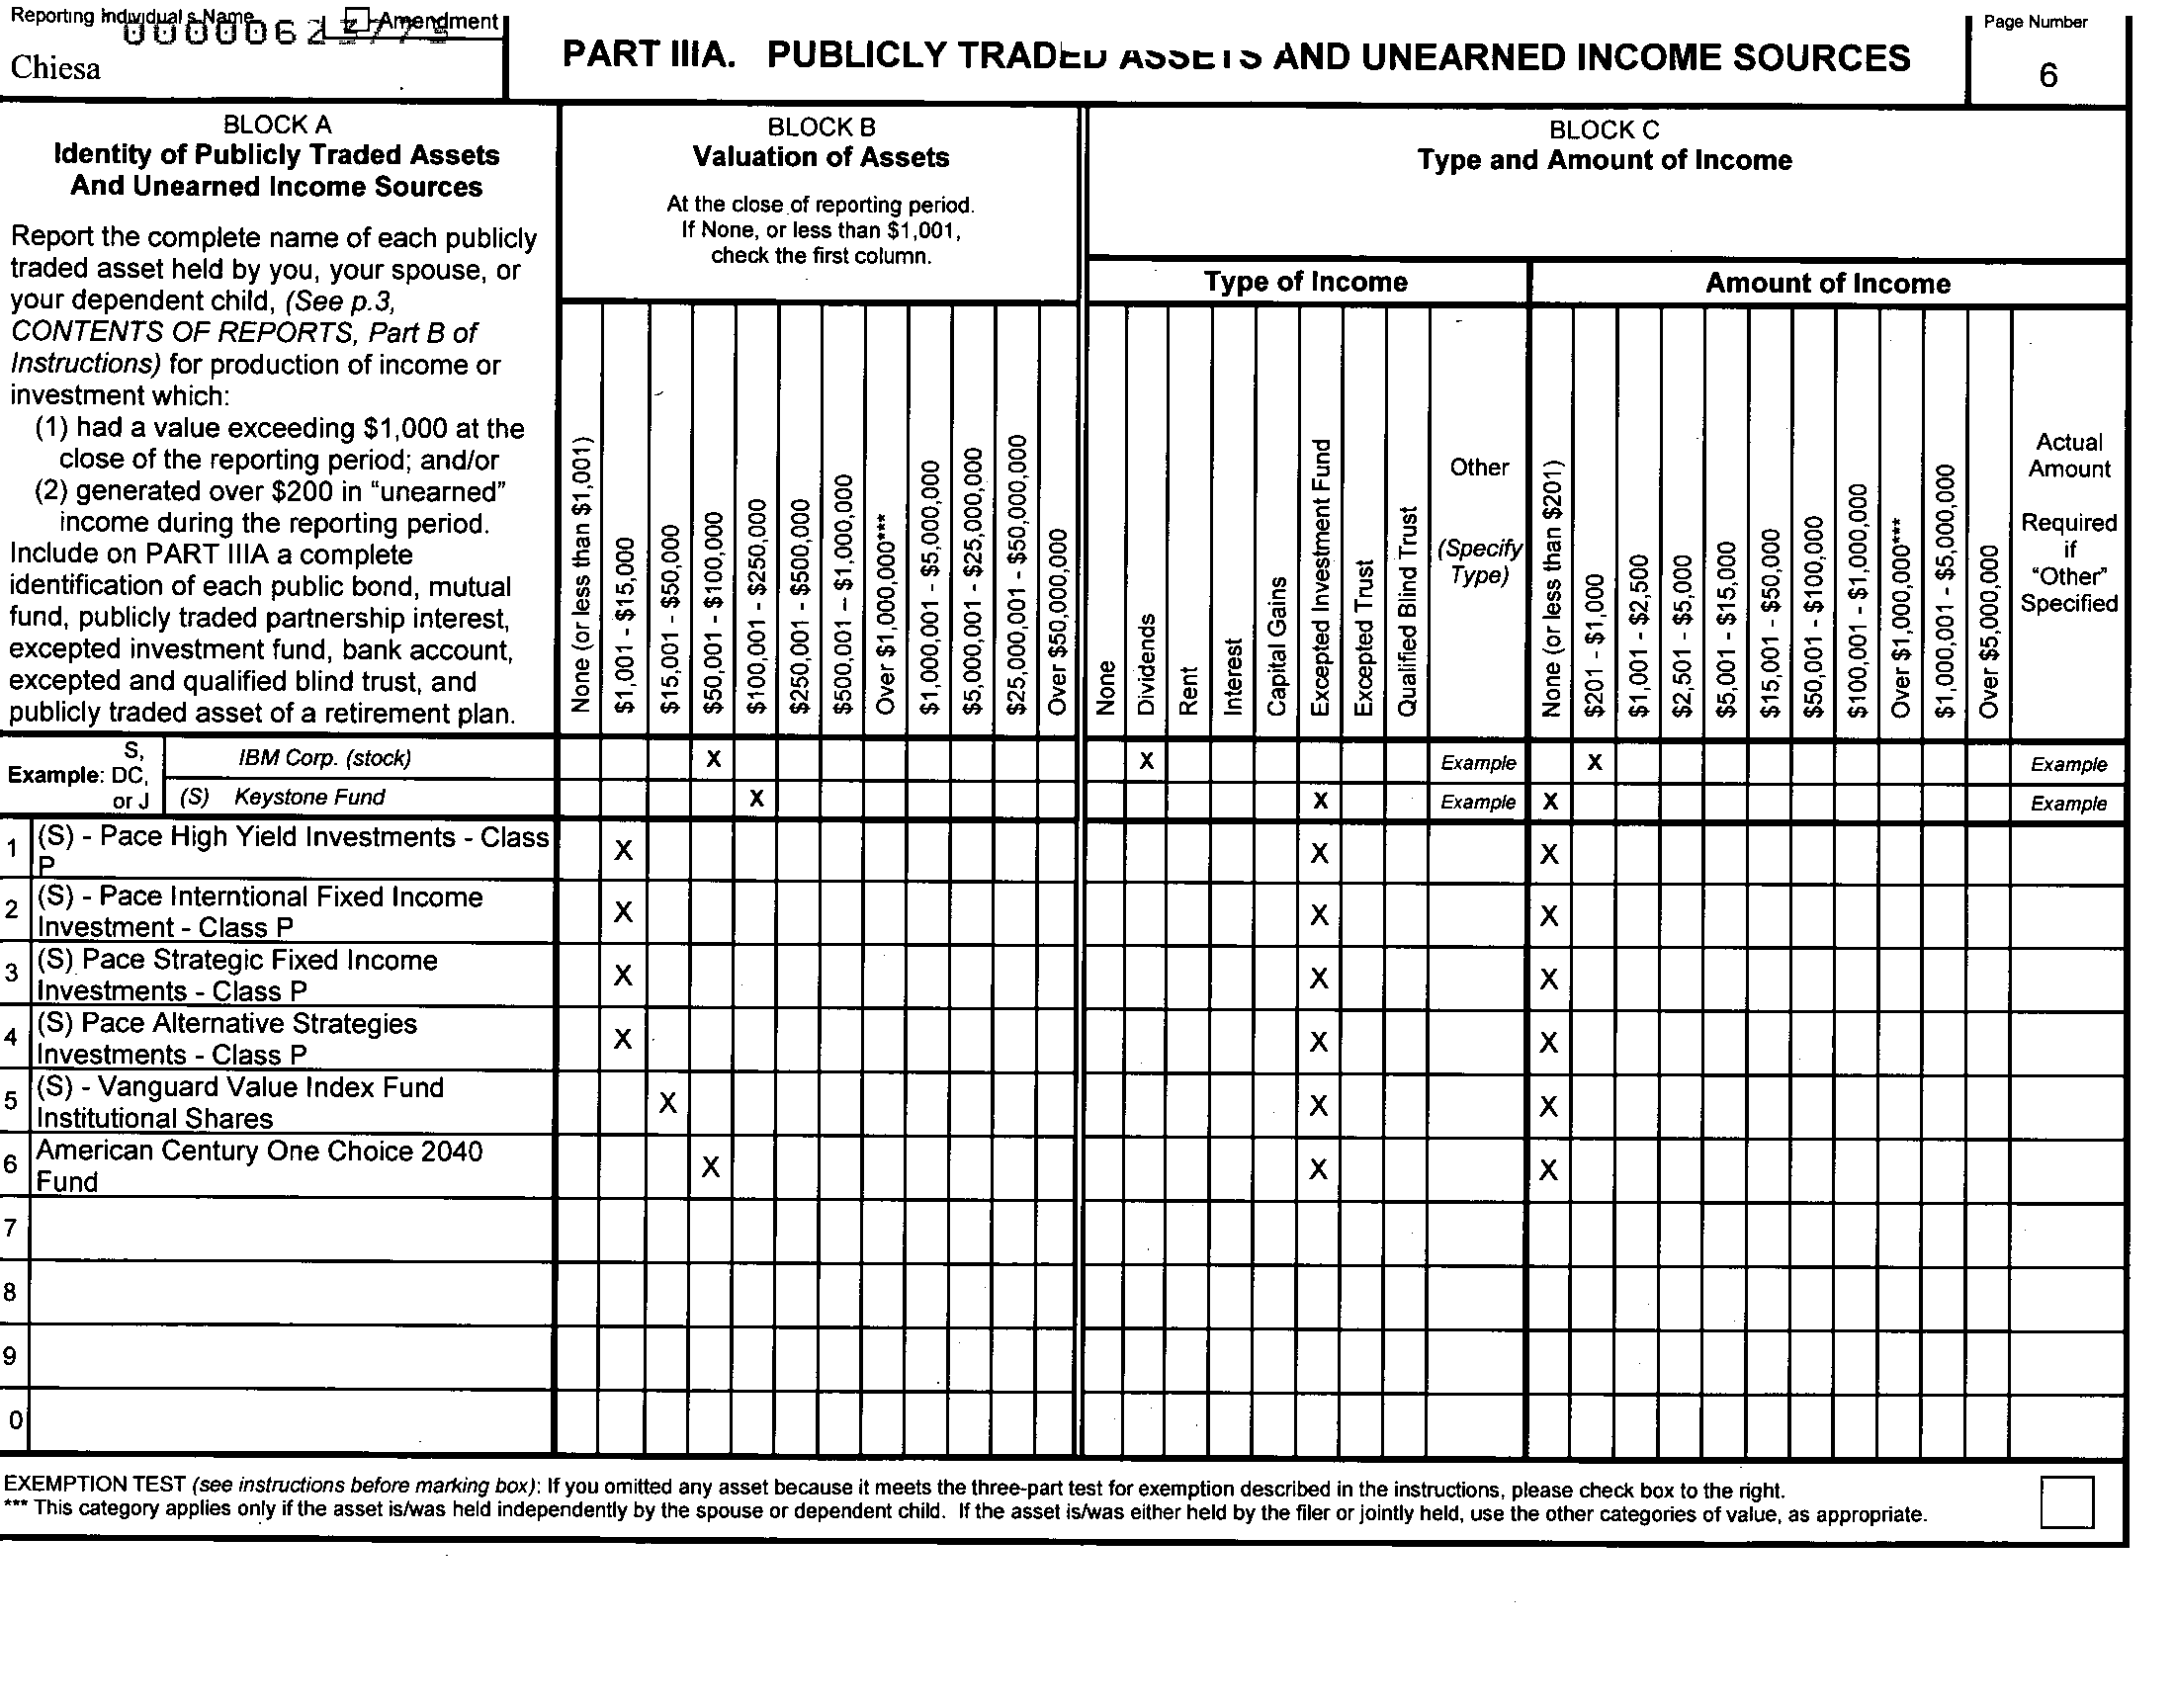 Reporting Individual's Name
Amendment
Chiesa
PART IIIA. PUBLICLY TRADED ASSETS AND UNEARNED INCOME SOURCES
Page Number
6
BLOCK A
Identity of Publicly Traded Assets
And Unearned Income Sources
Report the complete name of each publicly
traded asset held by you, your spouse, or
your dependent child, (See p.3,
CONTENTS OF REPORTS, Part B of
Instructions) for production of income or
investment which:
(1) had a value exceeding $1,000 at the
close of the reporting period; and/or
(2) generated over $200 in "unearned"
income during the reporting period.
Include on PART IIIA a complete
identification of each public bond, mutual
fund, publicly traded partnership interest,
excepted investment fund, bank account,
excepted and qualified blind trust, and
publicly traded asset of a retirement plan.
BLOCK B
Valuation of Assets
At the close of reporting period.
If None, or less than $1,001,
check the first column.
None (or less than $1,001)
$1,001 - $15,000
$15,001 - $50,000
$50,001 - $100,000
$100,001 - $250,000
$250,001 - $500,000
$500,001 – $1,000,000
Over $1,000,000***
$1,000,001 - $5,000,000
$5,000,001 - $25,000,000
$25,000,001 - $50,000,000
Over $50,000,000
BLOCK C
Type and Amount of Income
Type of Income
None
Dividends
Rent
Interest
Capital Gains
Excepted Investment Fund
Excepted Trust
Qualified Blind Trust
Other
(Specify
Type)
Amount of Income
None (or less than $201)
$201 - $1,000
$1,001 - $2,500
$2,501 - $5,000
$5,001 - $15,000
$15,001 - $50,000
$50,001 - $100,000
$100,001 - $1,000,000
Over $1,000,000***
$1,000,001 - $5,000,000
Over $5,000,000
Actual
Amount
Required
if
"Other"
Specified
Example: S, DC, or J
IBM Corp. (stock) X X Example X Example
(S) Keystone Fund X X Example X Example
1 (S) - Pace High Yield Investments - Class
P X X X
2 (S) - Pace Interntional Fixed Income
Investment - Class P X X X
3 (S) Pace Strategic Fixed Income
Investments - Class P X X X
4 (S) Pace Alternative Strategies
Investments - Class P X X X
5 (S) - Vanguard Value Index Fund
Institutional Shares X X X
6 American Century One Choice 2040
Fund X X X
7
8
9
0
EXEMPTION TEST (see instructions before marking box): If you omitted any asset because it meets the three-part test for exemption described in the instructions, please check box to the right.
*** This category applies only if the asset is/was held independently by the spouse or dependent child. If the asset is/was either held by the filer or jointly held, use the other categories of value, as appropriate.